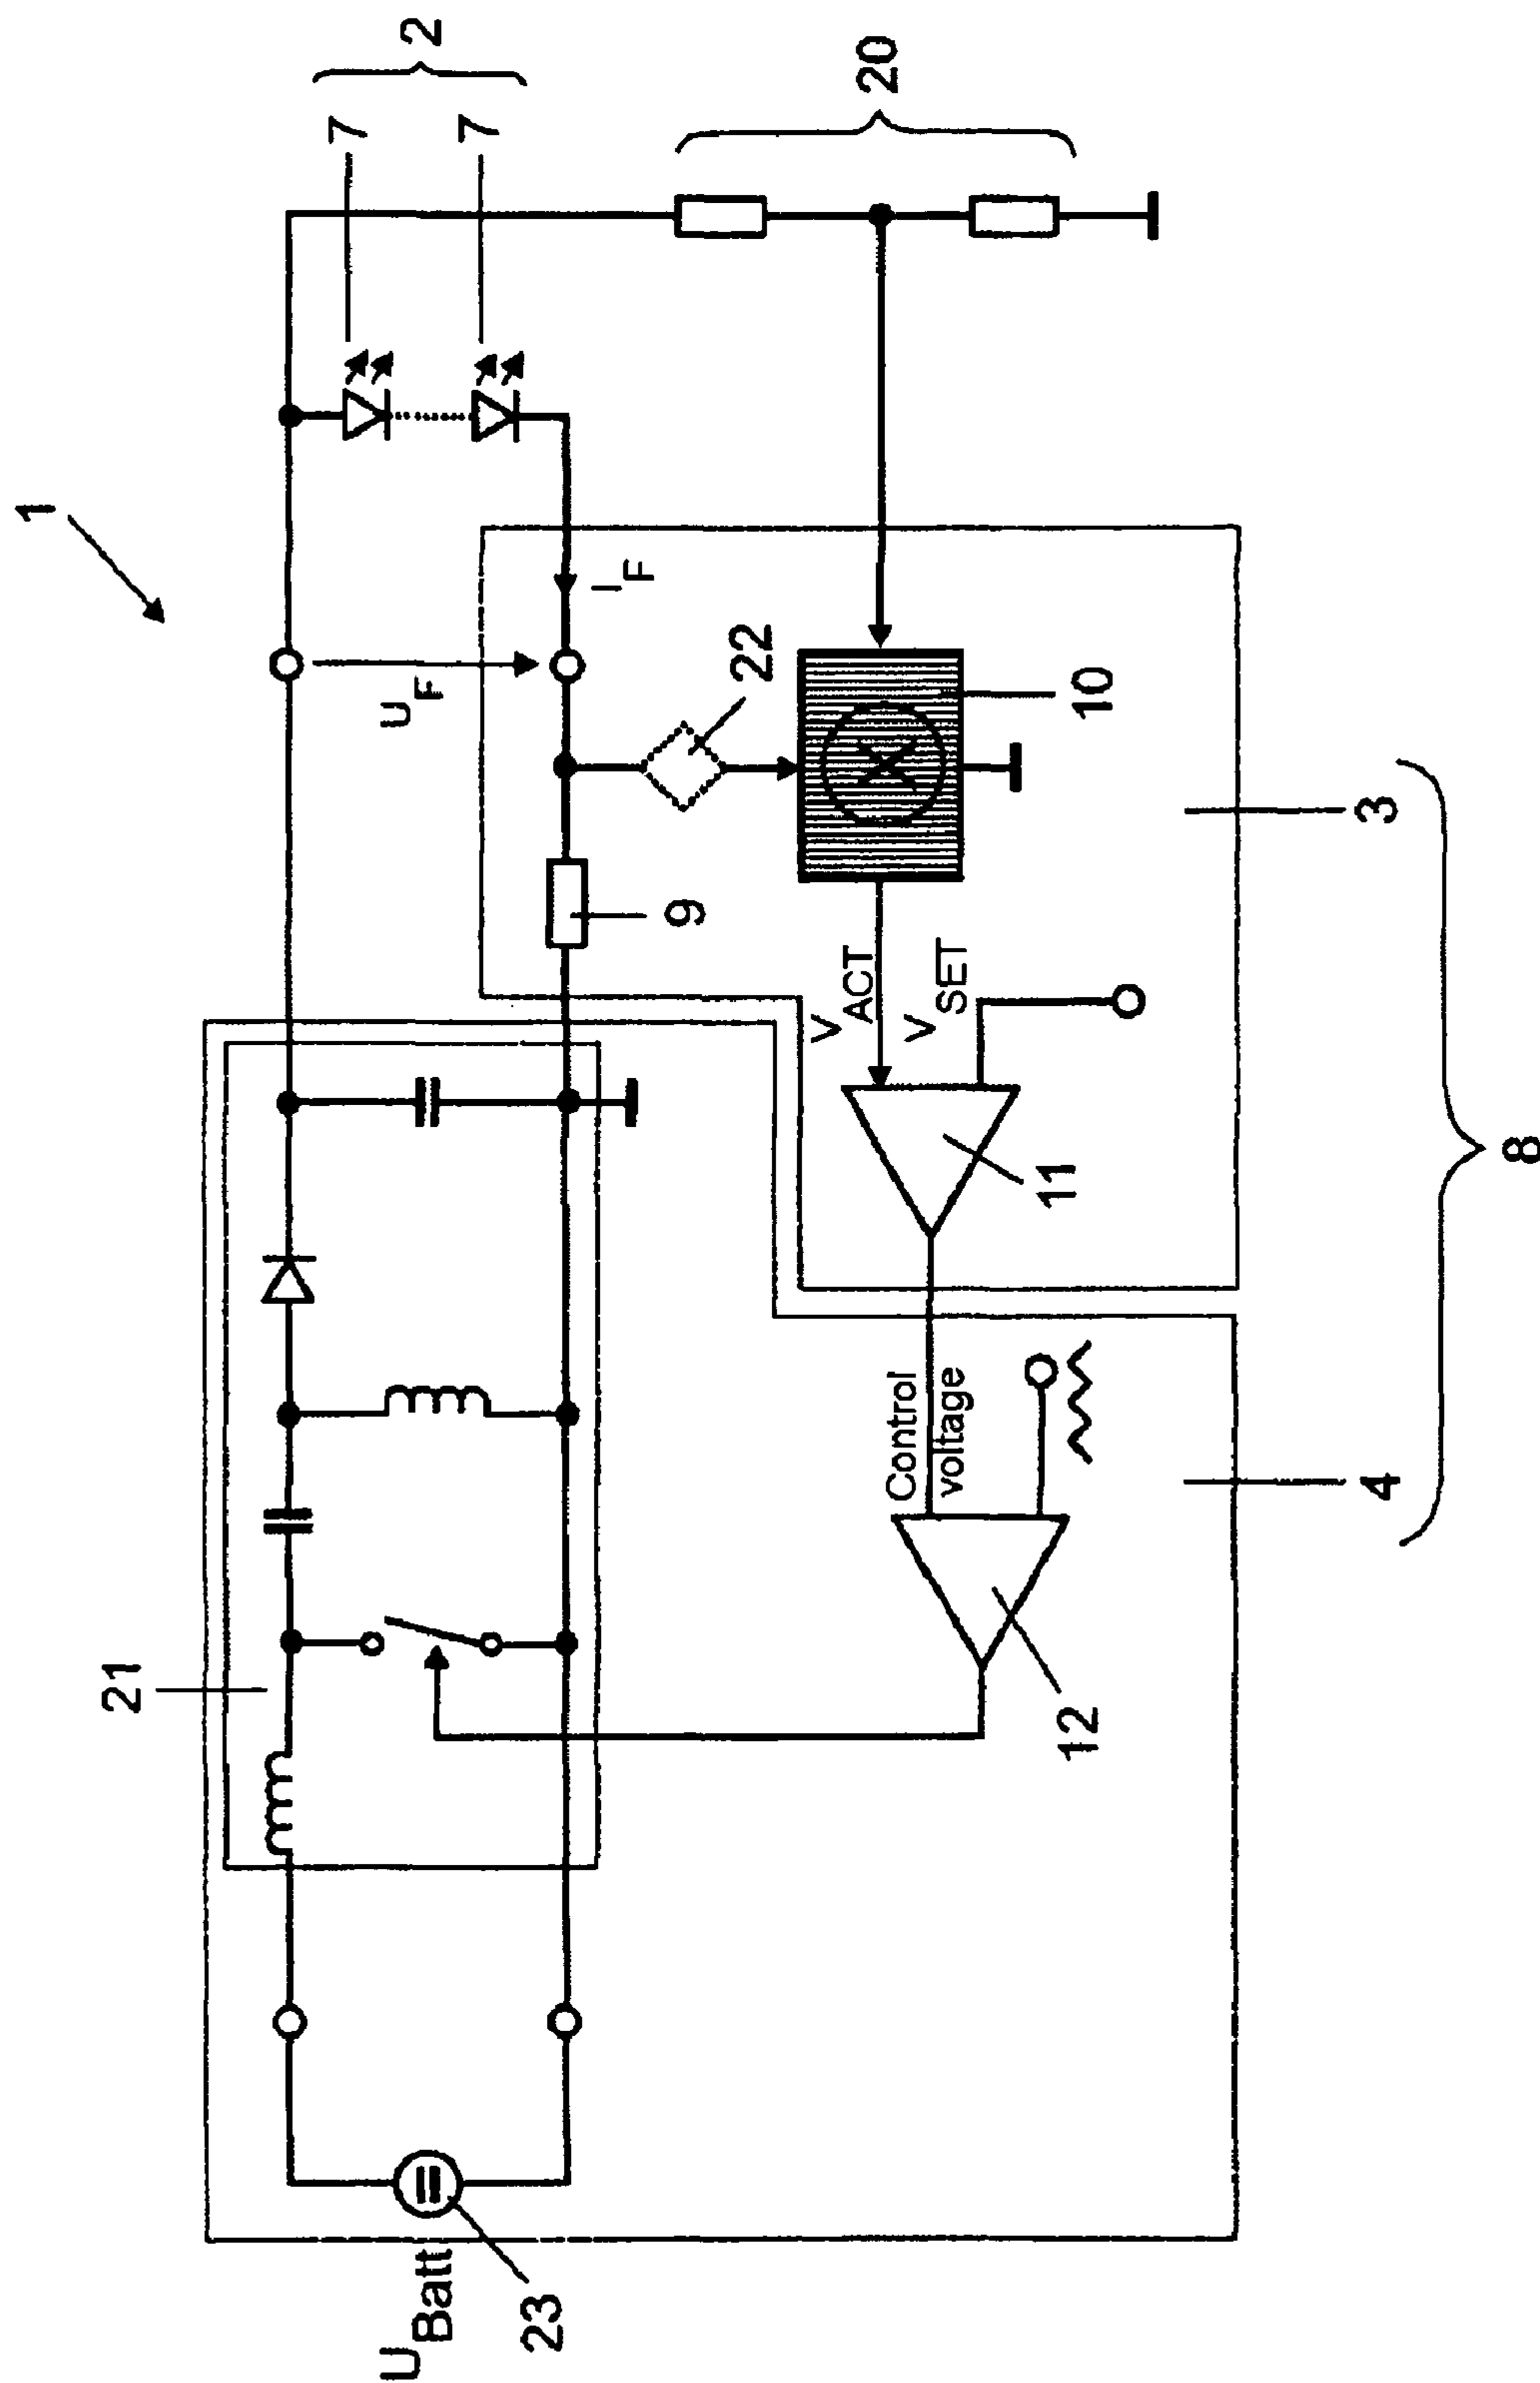 1
2
7
7
20
U_F
I_F
22
10
9
V_ACT
V_SET
11
3
21
Control
voltage
12
4
8
U_Batt
23